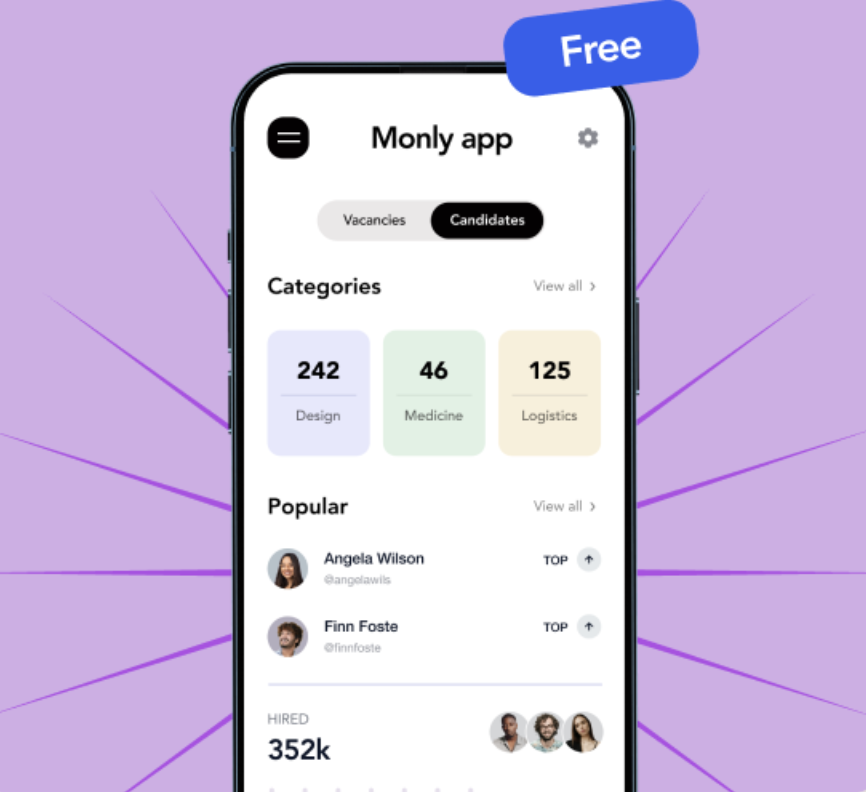 Free
Monly app
Vacancies Candidates
Categories View all
242 46 125
Design Medicine Logistics
Popular View all
Angela Wilson TOP
@angelawils
Finn Foste TOP
@finnfoste
HIRED
352k